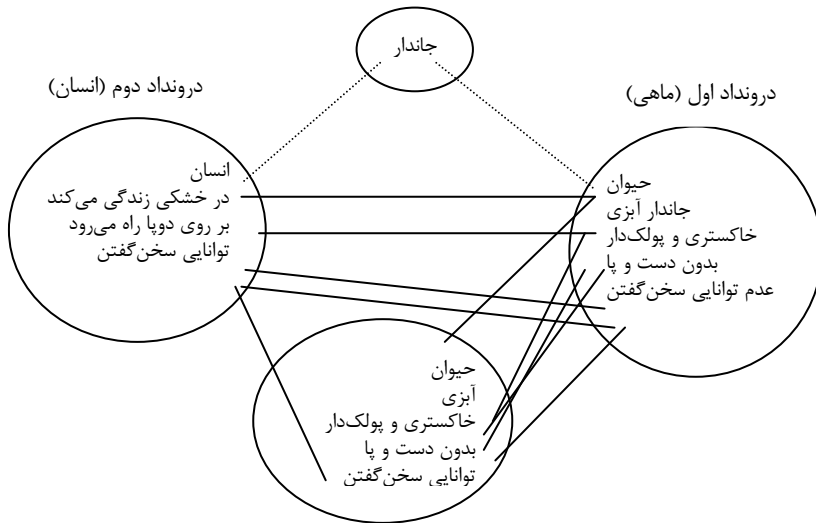 جاندار
درونداد اول (ماهی)
حیوان
جاندار آبزی
خاکستری و پولک‌دار
بدون دست و پا
عدم توانایی سخن‌گفتن
درونداد دوم (انسان)
انسان
در خشکی زندگی می‌کند
بر روی دوپا راه می‌رود
توانایی سخن‌گفتن
حیوان
آبزی
خاکستری و پولک‌دار
بدون دست و پا
توانایی سخن‌گفتن